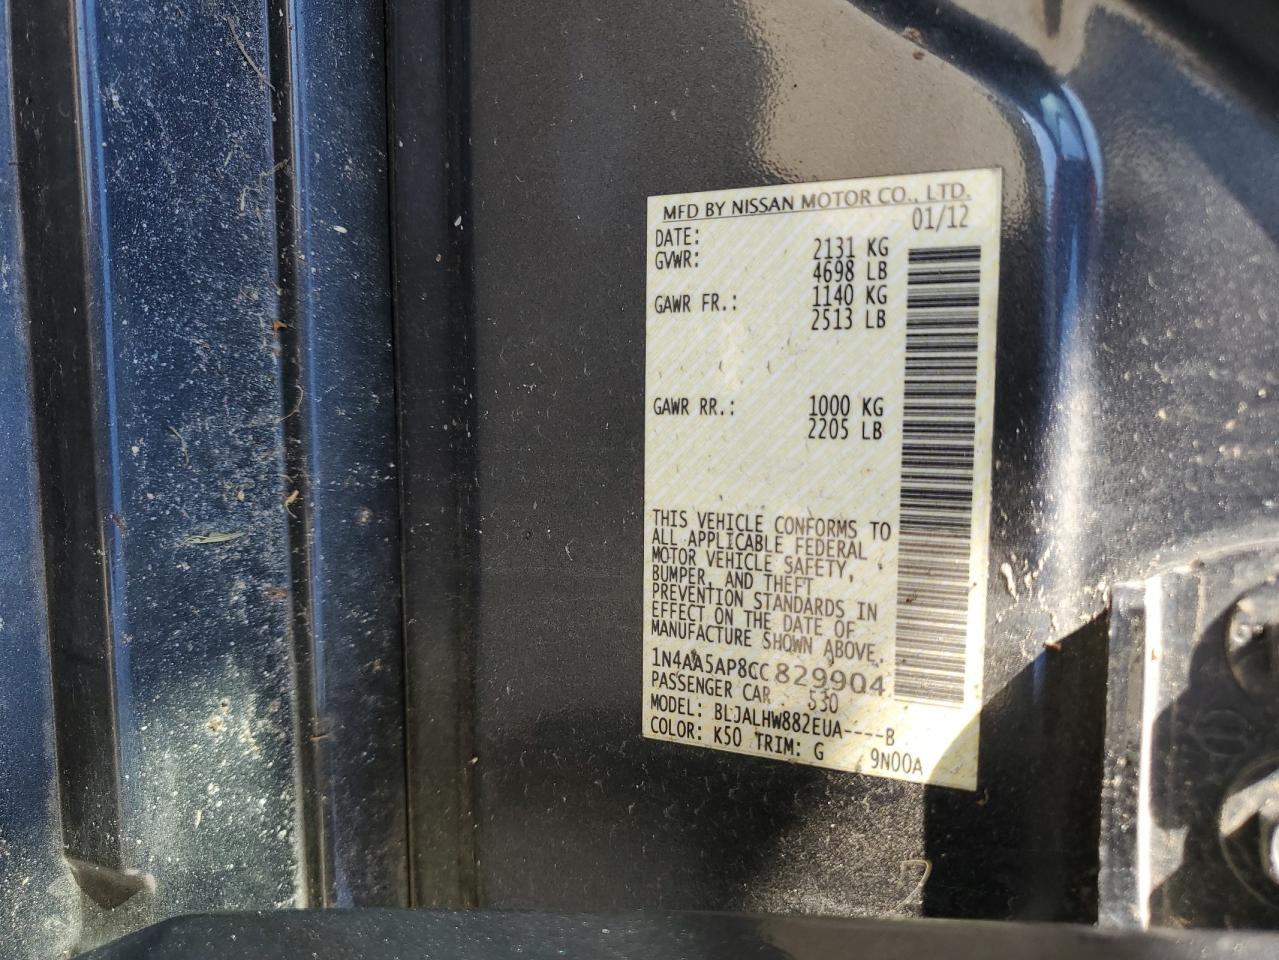 MFD BY NISSAN MOTOR CO., LTD.
DATE: 01/12
GVWR: 2131 KG
4698 LB
GAWR FR.: 1140 KG
2513 LB
GAWR RR.: 1000 KG
2205 LB
THIS VEHICLE CONFORMS TO
ALL APPLICABLE FEDERAL
MOTOR VEHICLE SAFETY,
BUMPER, AND THEFT
PREVENTION STANDARDS IN
EFFECT ON THE DATE OF
MANUFACTURE SHOWN ABOVE.
1N4AA5AP8CC829904
PASSENGER CAR 530
MODEL: BLJALHW882EUA----B
COLOR: K50 TRIM: G 9N00A